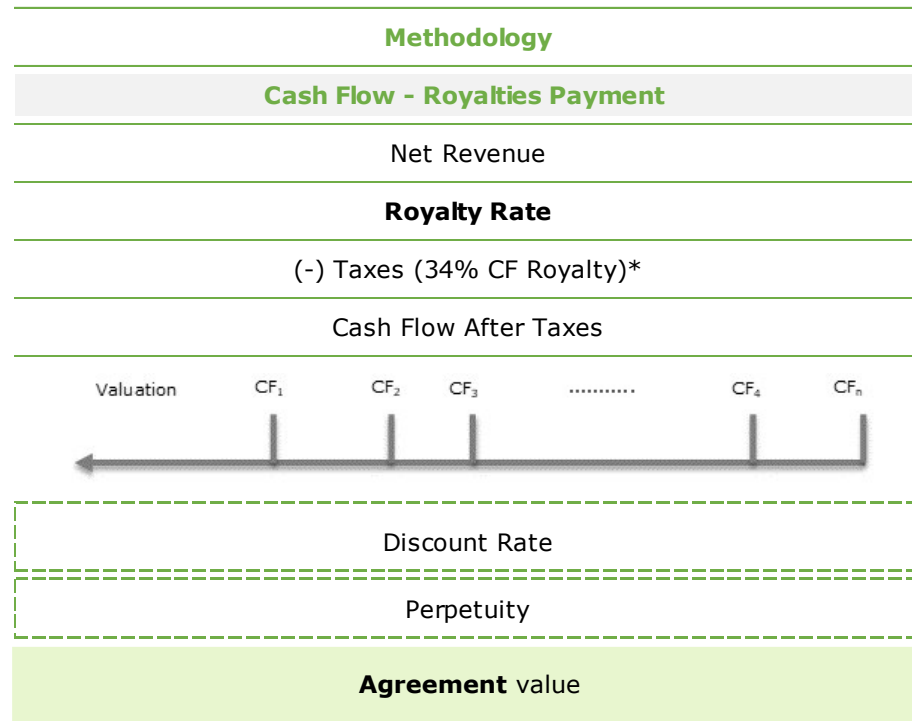 Methodology
Cash Flow - Royalties Payment
Net Revenue
Royalty Rate
(-) Taxes (34% CF Royalty)*
Cash Flow After Taxes
Valuation CF₁ CF₂ CF₃ ........... CF₄ CFₙ
Discount Rate
Perpetuity
Agreement value